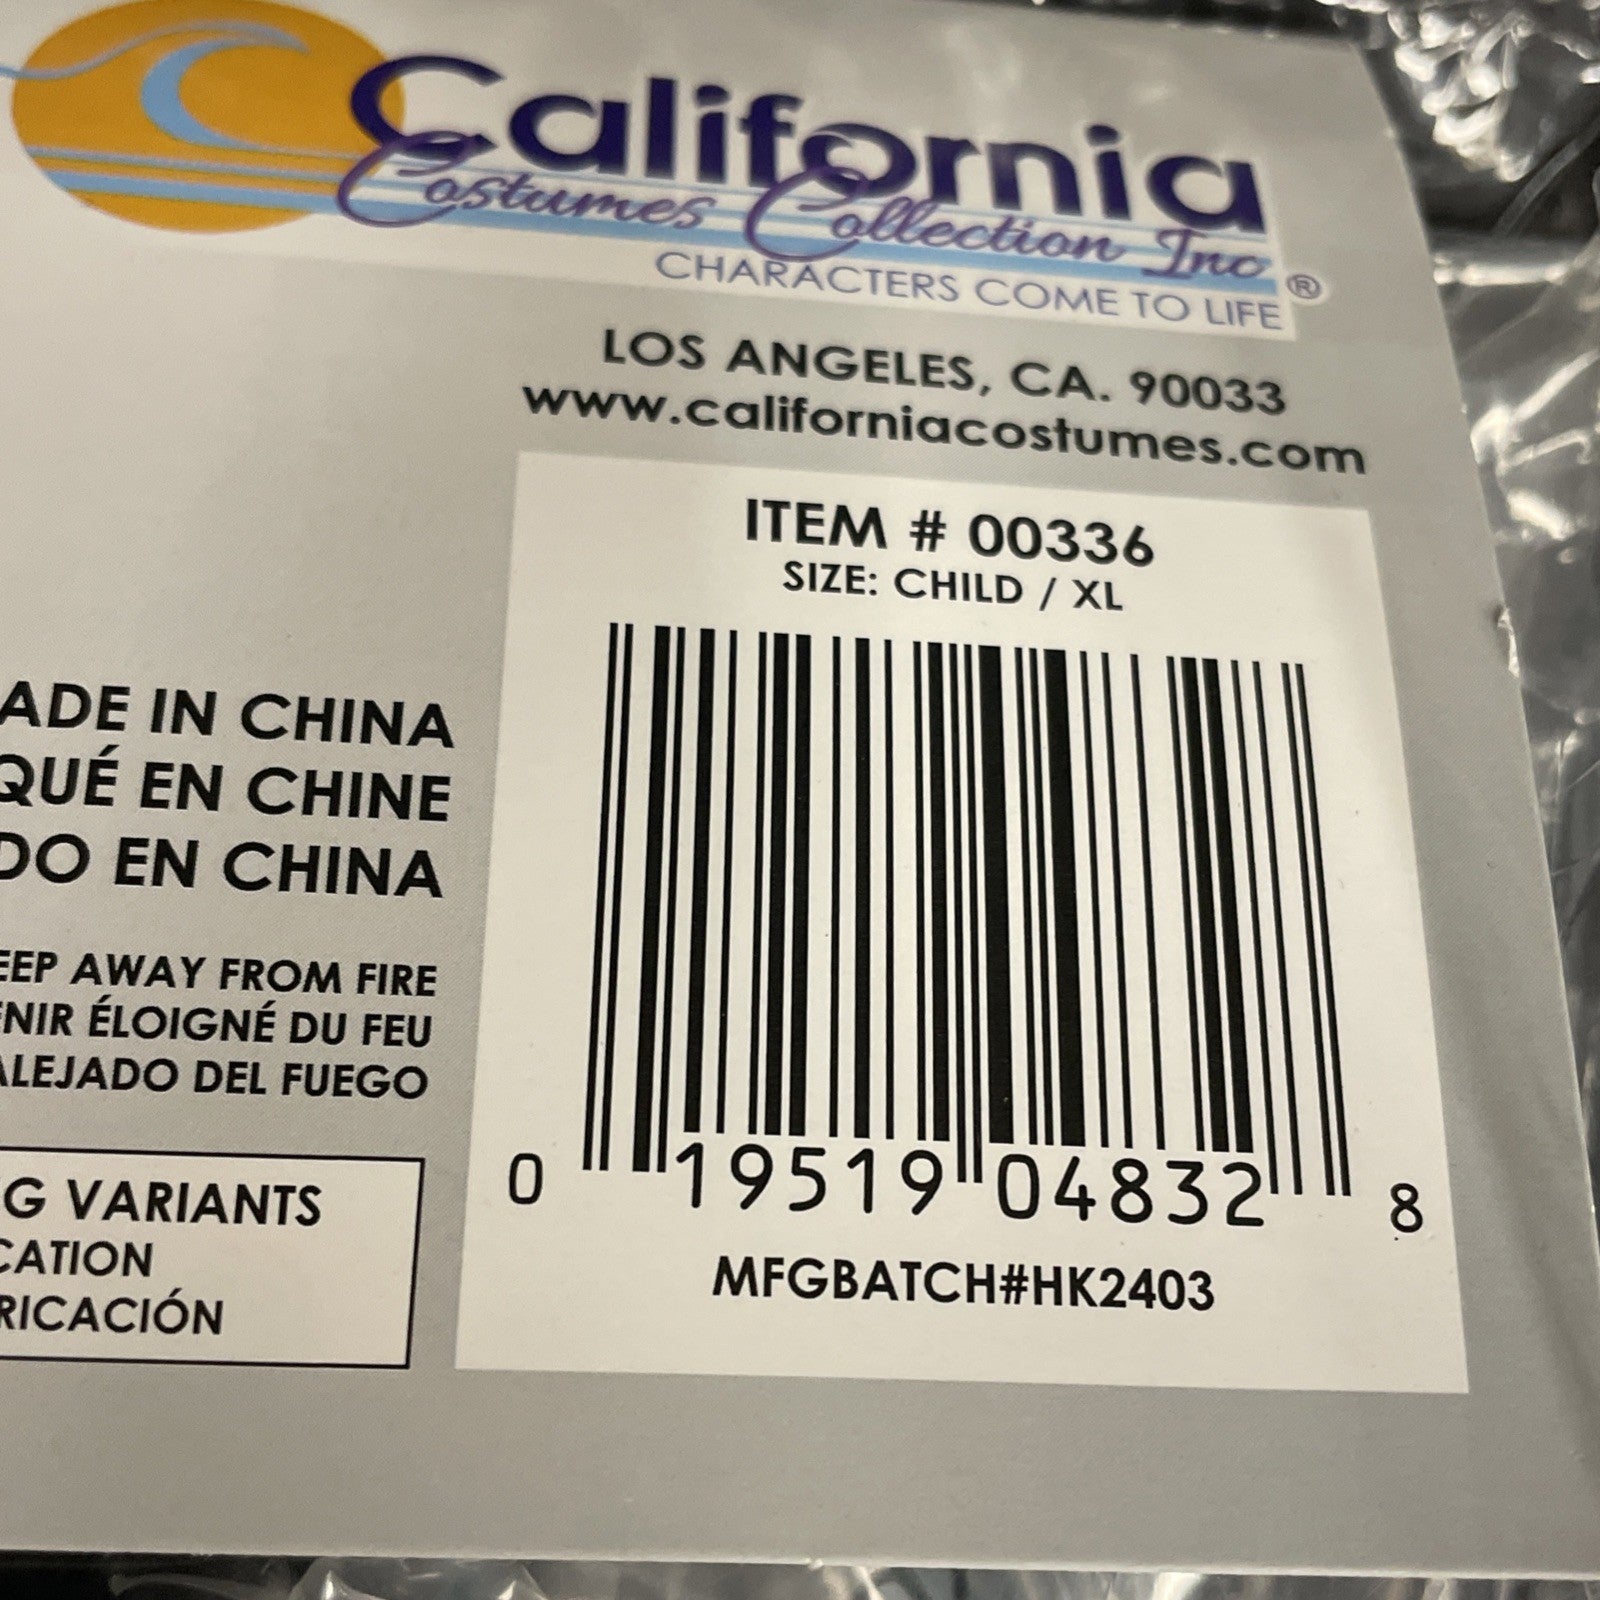 California
Costumes Collection Inc
CHARACTERS COME TO LIFE ®
LOS ANGELES, CA. 90033
www.californiacostumes.com
ITEM # 00336
SIZE: CHILD / XL
ADE IN CHINA
QUÉ EN CHINE
DO EN CHINA
EEP AWAY FROM FIRE
ENIR ÉLOIGNÉ DU FEU
ALEJADO DEL FUEGO
G VARIANTS
CATION
RICACIÓN
0 19519 04832 8
MFGBATCH#HK2403